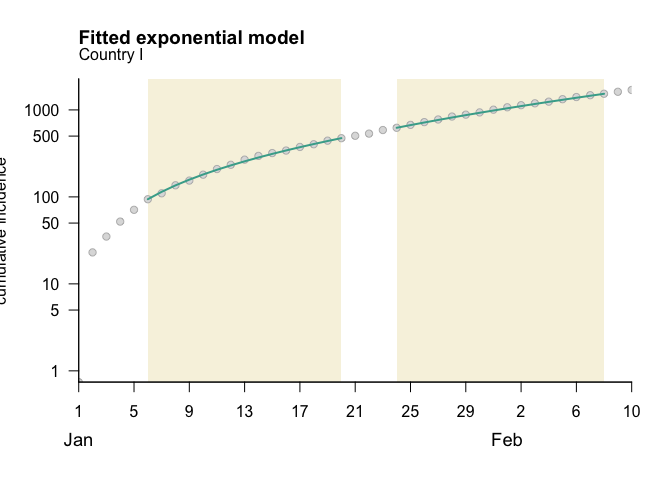 Fitted exponential model
Country I
cumulative incidence
1000
500
100
50
10
5
1
1 5 9 13 17 21 25 29 2 6 10
Jan Feb